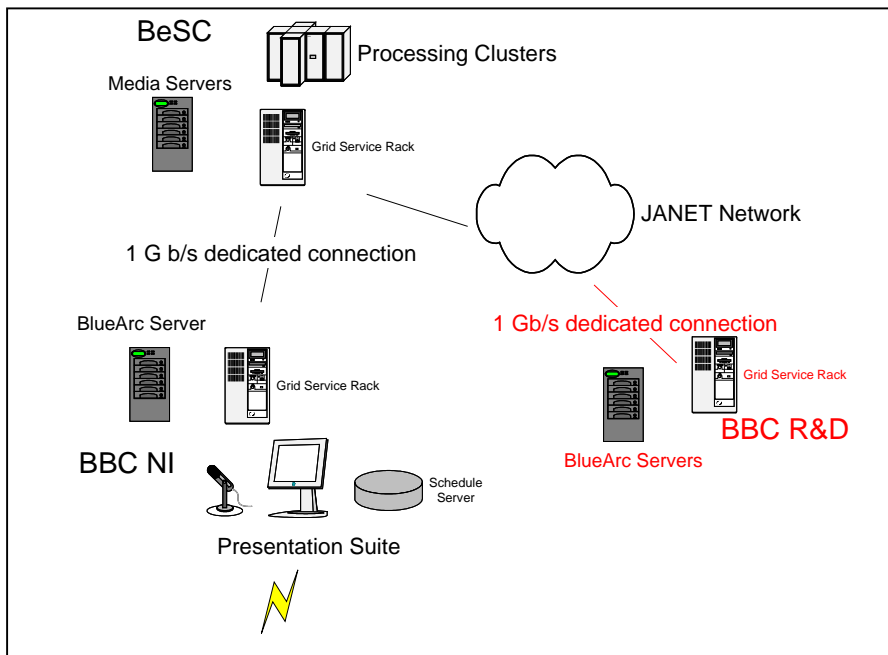 BeSC
Processing Clusters
Media Servers
Grid Service Rack
JANET Network
1 G b/s dedicated connection
BlueArc Server
1 Gb/s dedicated connection
Grid Service Rack
Grid Service Rack
BBC R&D
BlueArc Servers
BBC NI
Schedule
Server
Presentation Suite